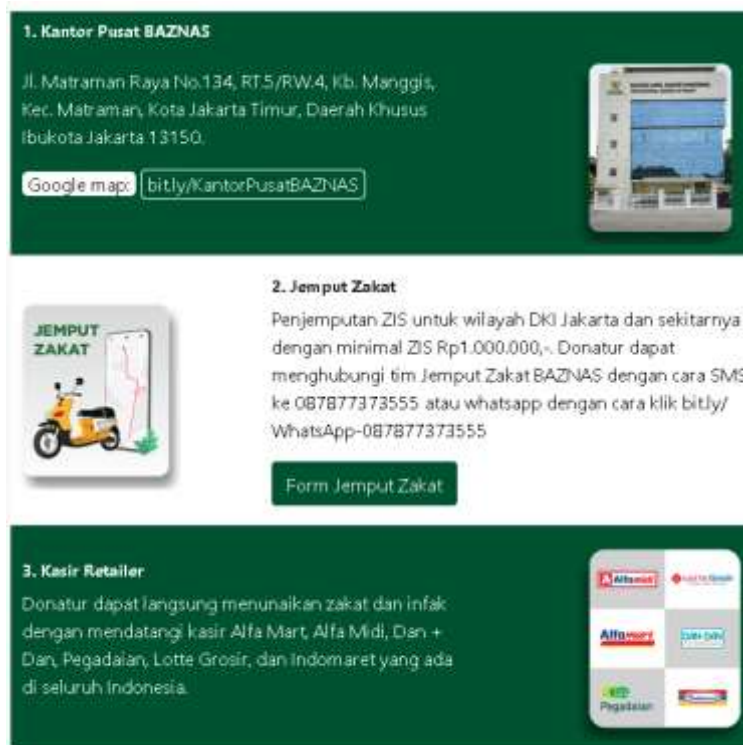 1. Kantor Pusat BAZNAS
Jl. Matraman Raya No.134, RT.5/RW.4, Kb. Manggis,
Kec. Matraman, Kota Jakarta Timur, Daerah Khusus
Ibukota Jakarta 13150.
Google map: bit.ly/KantorPusatBAZNAS
2. Jemput Zakat
JEMPUT
ZAKAT
Penjemputan ZIS untuk wilayah DKI Jakarta dan sekitarnya
dengan minimal ZIS Rp1.000.000,-. Donatur dapat
menghubungi tim Jemput Zakat BAZNAS dengan cara SMS
ke 087877373555 atau whatsapp dengan cara klik bit.ly/
WhatsApp-087877373555
Form Jemput Zakat
3. Kasir Retailer
Donatur dapat langsung menunaikan zakat dan infak
dengan mendatangi kasir Alfa Mart, Alfa Midi, Dan +
Dan, Pegadaian, Lotte Grosir, dan Indomaret yang ada
di seluruh Indonesia.
Alfamidi
Alfamart DAN+DAN
Pegadaian